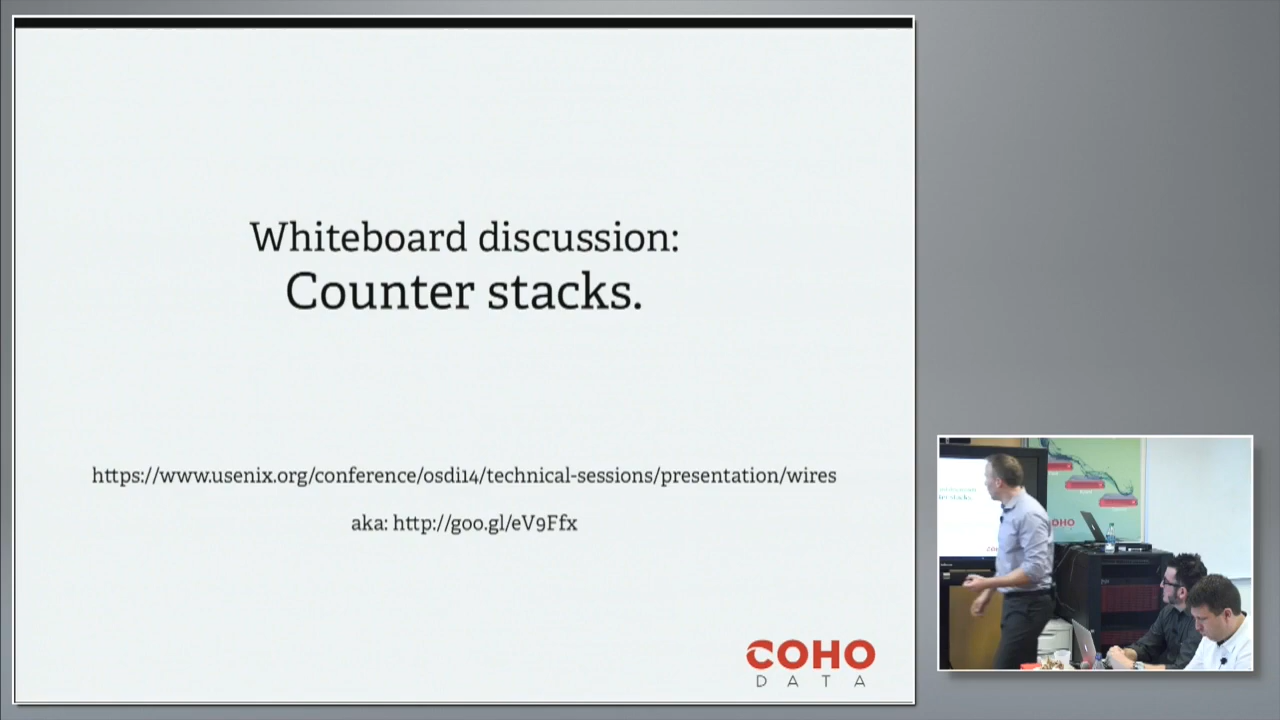 Whiteboard discussion:
Counter stacks.
https://www.usenix.org/conference/osdi14/technical-sessions/presentation/wires
aka: http://goo.gl/eV9Ffx
COHO
DATA
OHO